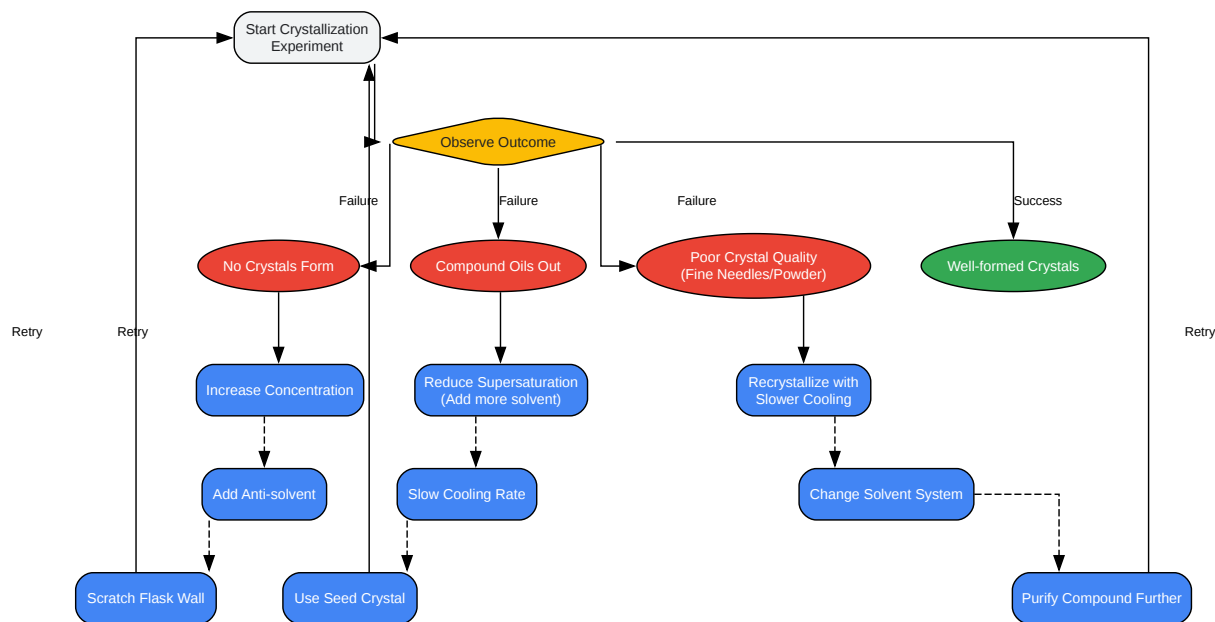 Start Crystallization
Experiment
Observe Outcome
Failure
Failure
Failure
Success
No Crystals Form
Compound Oils Out
Poor Crystal Quality
(Fine Needles/Powder)
Well-formed Crystals
Retry
Retry
Retry
Increase Concentration
Reduce Supersaturation
(Add more solvent)
Recrystallize with
Slower Cooling
Add Anti-solvent
Slow Cooling Rate
Change Solvent System
Scratch Flask Wall
Use Seed Crystal
Purify Compound Further